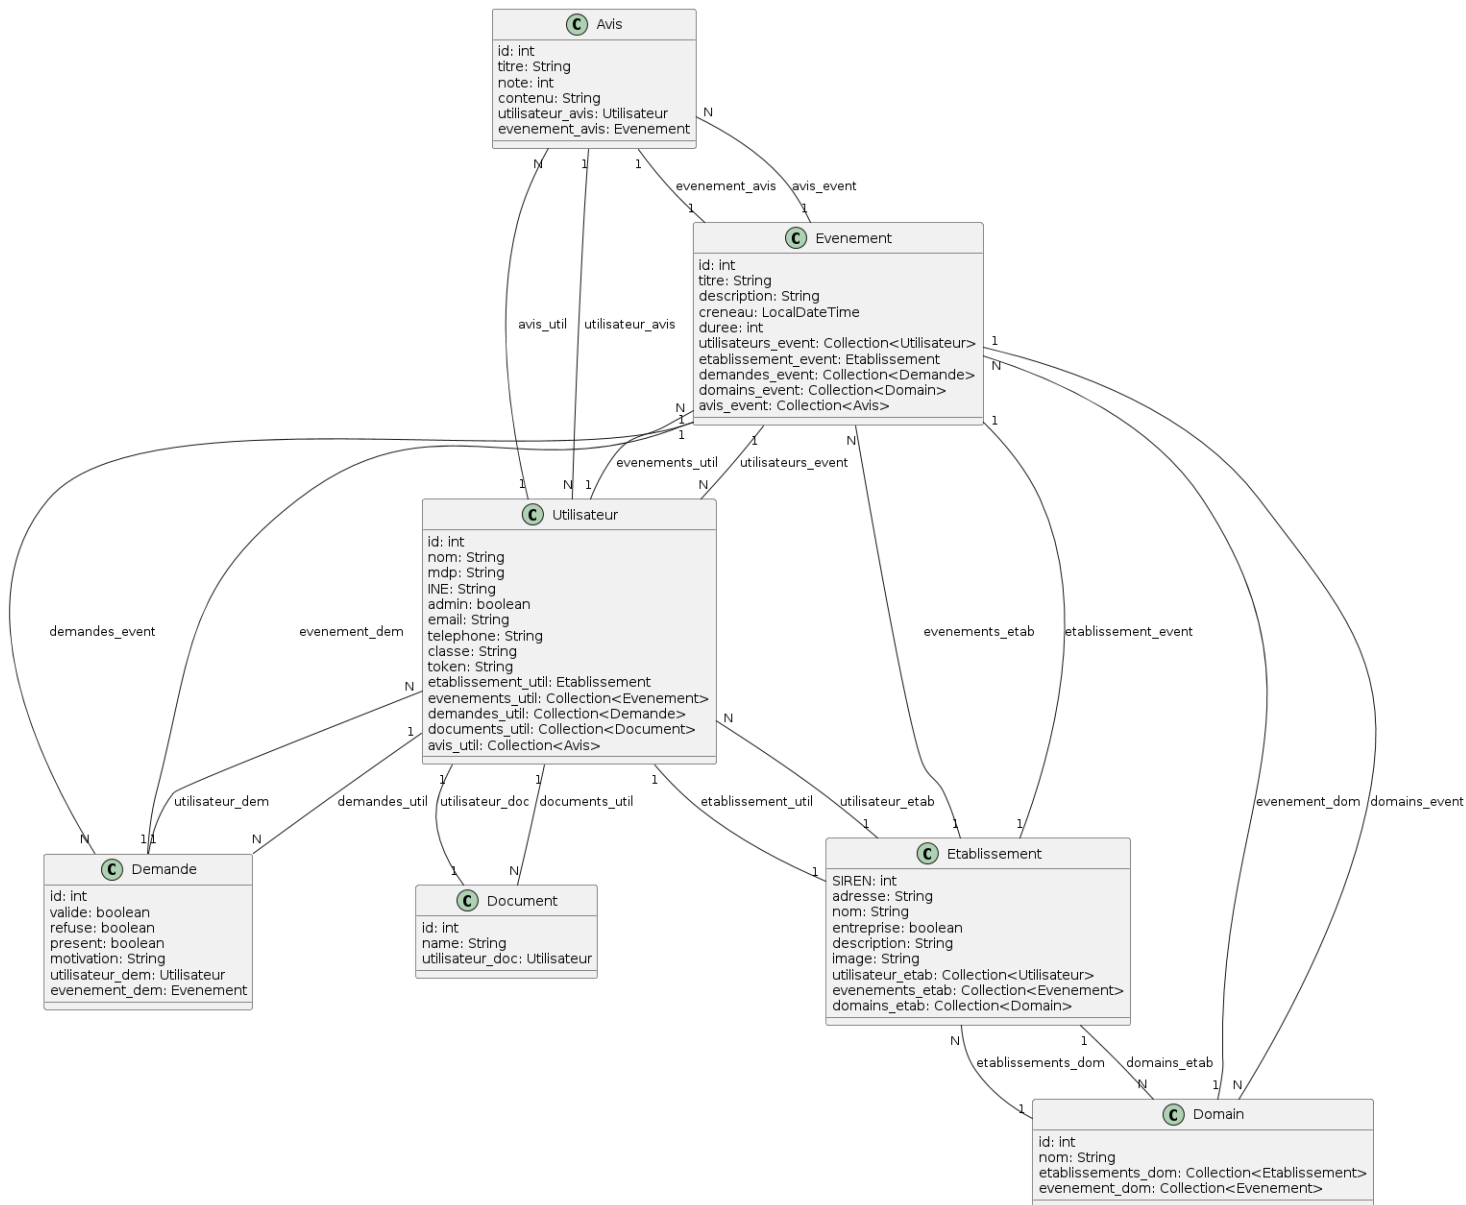 C Avis
id: int
titre: String
note: int
contenu: String
utilisateur_avis: Utilisateur
evenement_avis: Evenement
N
N 1 1
evenement_avis avis_event
1 1
C Evenement
id: int
titre: String
description: String
creneau: LocalDateTime
duree: int
utilisateurs_event: Collection<Utilisateur>
etablissement_event: Etablissement
demandes_event: Collection<Demande>
domains_event: Collection<Domain>
avis_event: Collection<Avis>
avis_util utilisateur_avis
1
N
N
1 1
1 1 N
evenements_util utilisateurs_event
1 N 1 N
C Utilisateur
id: int
nom: String
mdp: String
INE: String
admin: boolean
email: String
telephone: String
classe: String
token: String
etablissement_util: Etablissement
evenements_util: Collection<Evenement>
demandes_util: Collection<Demande>
documents_util: Collection<Document>
avis_util: Collection<Avis>
demandes_event evenement_dem evenements_etab etablissement_event
N
N
1
1 1 1
utilisateur_dem demandes_util utilisateur_doc documents_util etablissement_util utilisateur_etab evenement_dom domains_event
N 1 1 N 1 1 1
1 N 1
C Demande
id: int
valide: boolean
refuse: boolean
present: boolean
motivation: String
utilisateur_dem: Utilisateur
evenement_dem: Evenement
C Document
id: int
name: String
utilisateur_doc: Utilisateur
C Etablissement
SIREN: int
adresse: String
nom: String
entreprise: boolean
description: String
image: String
utilisateur_etab: Collection<Utilisateur>
evenements_etab: Collection<Evenement>
domains_etab: Collection<Domain>
N 1
etablissements_dom domains_etab
1 N 1 N
C Domain
id: int
nom: String
etablissements_dom: Collection<Etablissement>
evenement_dom: Collection<Evenement>